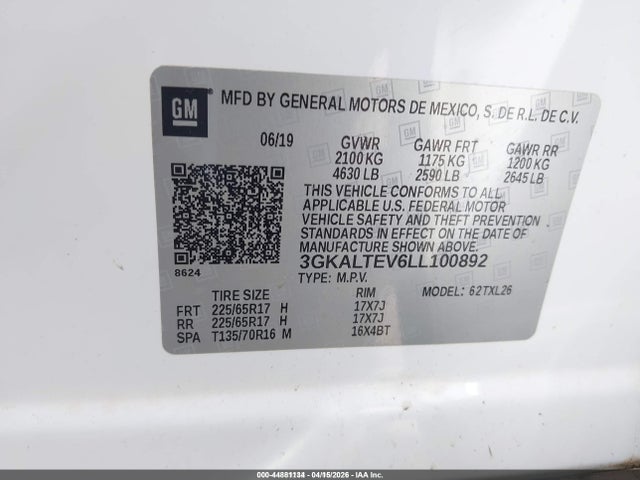 GM
MFD BY GENERAL MOTORS DE MEXICO, S. DE R.L. DE C.V.
06/19 GVWR GAWR FRT GAWR RR
2100 KG 1175 KG 1200 KG
4630 LB 2590 LB 2645 LB
THIS VEHICLE CONFORMS TO ALL
APPLICABLE U.S. FEDERAL MOTOR
VEHICLE SAFETY AND THEFT PREVENTION
STANDARDS IN EFFECT ON THE DATE OF
MANUFACTURE SHOWN ABOVE.
3GKALTEV6LL100892
8624
TYPE: M.P.V.
MODEL: 62TXL26
TIRE SIZE RIM
FRT 225/65R17 H 17X7J
RR 225/65R17 H 17X7J
SPA T135/70R16 M 16X4BT
000-44881134 - 04/15/2026 - IAAI.com